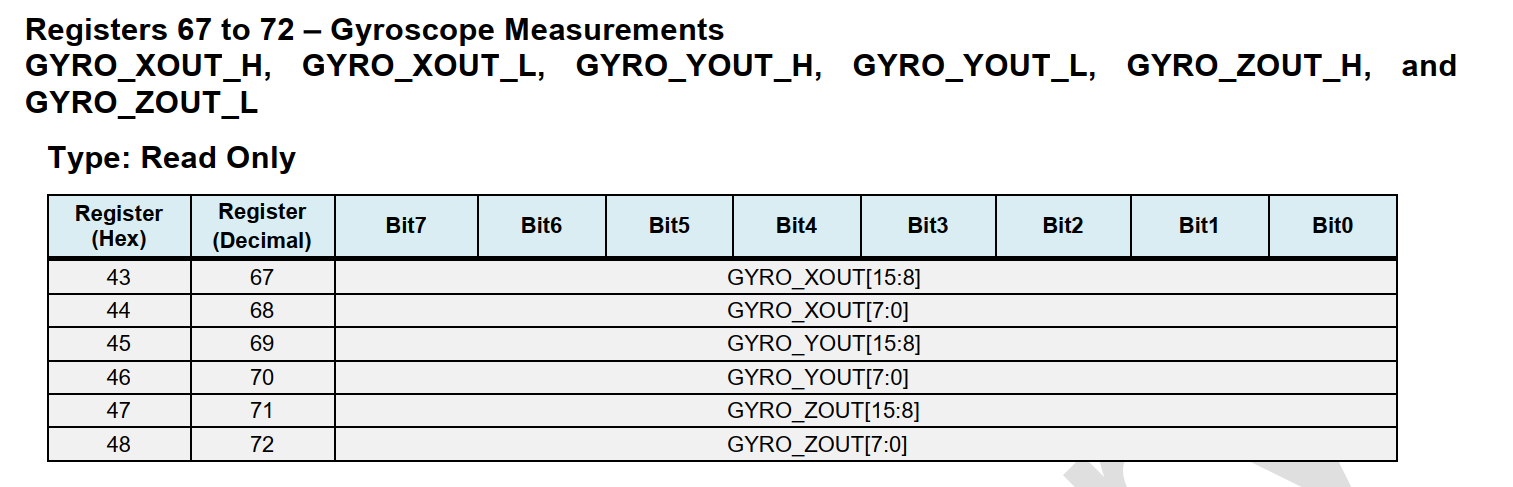 Registers 67 to 72 – Gyroscope Measurements
GYRO_XOUT_H, GYRO_XOUT_L, GYRO_YOUT_H, GYRO_YOUT_L, GYRO_ZOUT_H, and
GYRO_ZOUT_L
Type: Read Only
Register (Hex) Register (Decimal) Bit7 Bit6 Bit5 Bit4 Bit3 Bit2 Bit1 Bit0
43 67 GYRO_XOUT[15:8]
44 68 GYRO_XOUT[7:0]
45 69 GYRO_YOUT[15:8]
46 70 GYRO_YOUT[7:0]
47 71 GYRO_ZOUT[15:8]
48 72 GYRO_ZOUT[7:0]